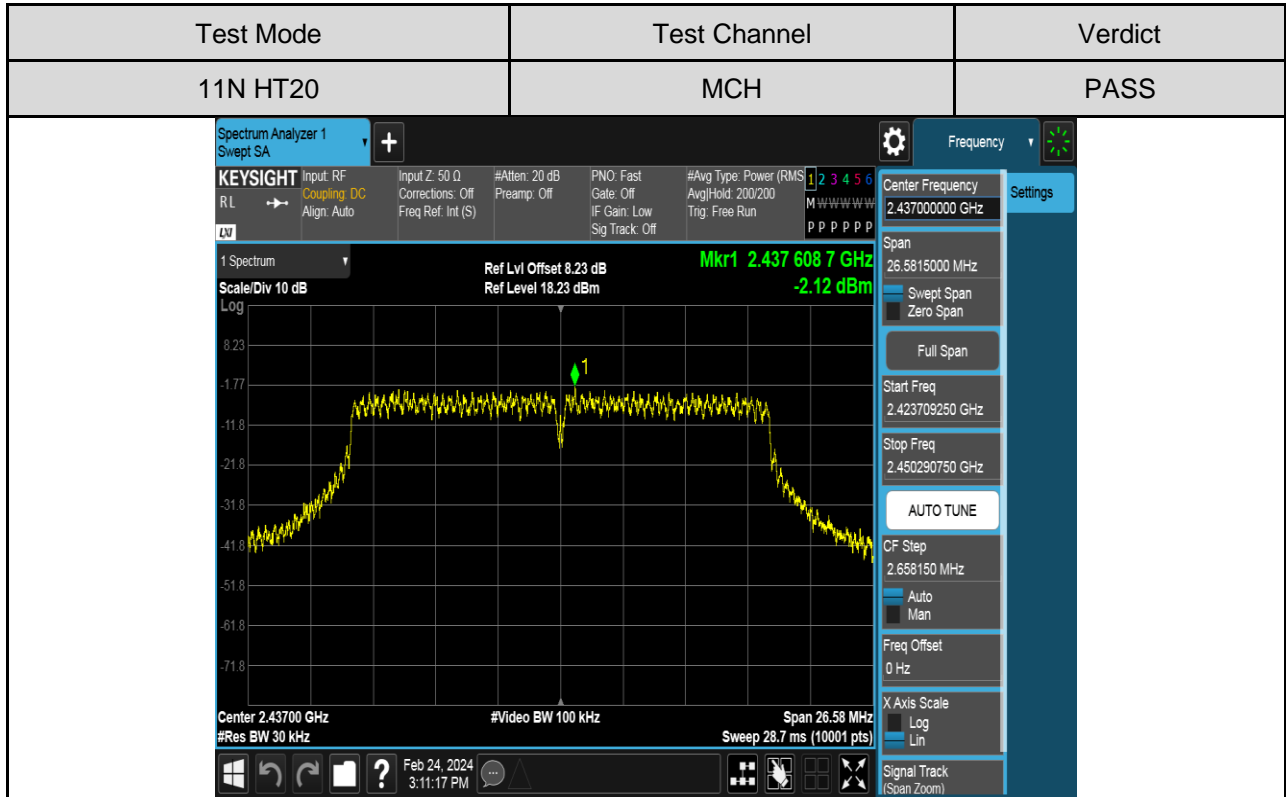 Test Mode Test Channel Verdict
11N HT20 MCH PASS
Spectrum Analyzer 1
Swept SA
+
Frequency
KEYSIGHT
RL
LXI
Input: RF
Coupling: DC
Align: Auto
Input Z: 50 Ω
Corrections: Off
Freq Ref: Int (S)
#Atten: 20 dB
Preamp: Off
PNO: Fast
Gate: Off
IF Gain: Low
Sig Track: Off
#Avg Type: Power (RMS
Avg|Hold: 200/200
Trig: Free Run
1 2 3 4 5 6
M W W W W W
P P P P P P
1 Spectrum
Scale/Div 10 dB
Log
Ref Lvl Offset 8.23 dB
Ref Level 18.23 dBm
Mkr1 2.437 608 7 GHz
-2.12 dBm
1
8.23
-1.77
-11.8
-21.8
-31.8
-41.8
-51.8
-61.8
-71.8
Center 2.43700 GHz
#Res BW 30 kHz
#Video BW 100 kHz
Span 26.58 MHz
Sweep 28.7 ms (10001 pts)
Center Frequency
2.437000000 GHz
Settings
Span
26.5815000 MHz
Swept Span
Zero Span
Full Span
Start Freq
2.423709250 GHz
Stop Freq
2.450290750 GHz
AUTO TUNE
CF Step
2.658150 MHz
Auto
Man
Freq Offset
0 Hz
X Axis Scale
Log
Lin
Signal Track
(Span Zoom)
?
Feb 24, 2024
3:11:17 PM